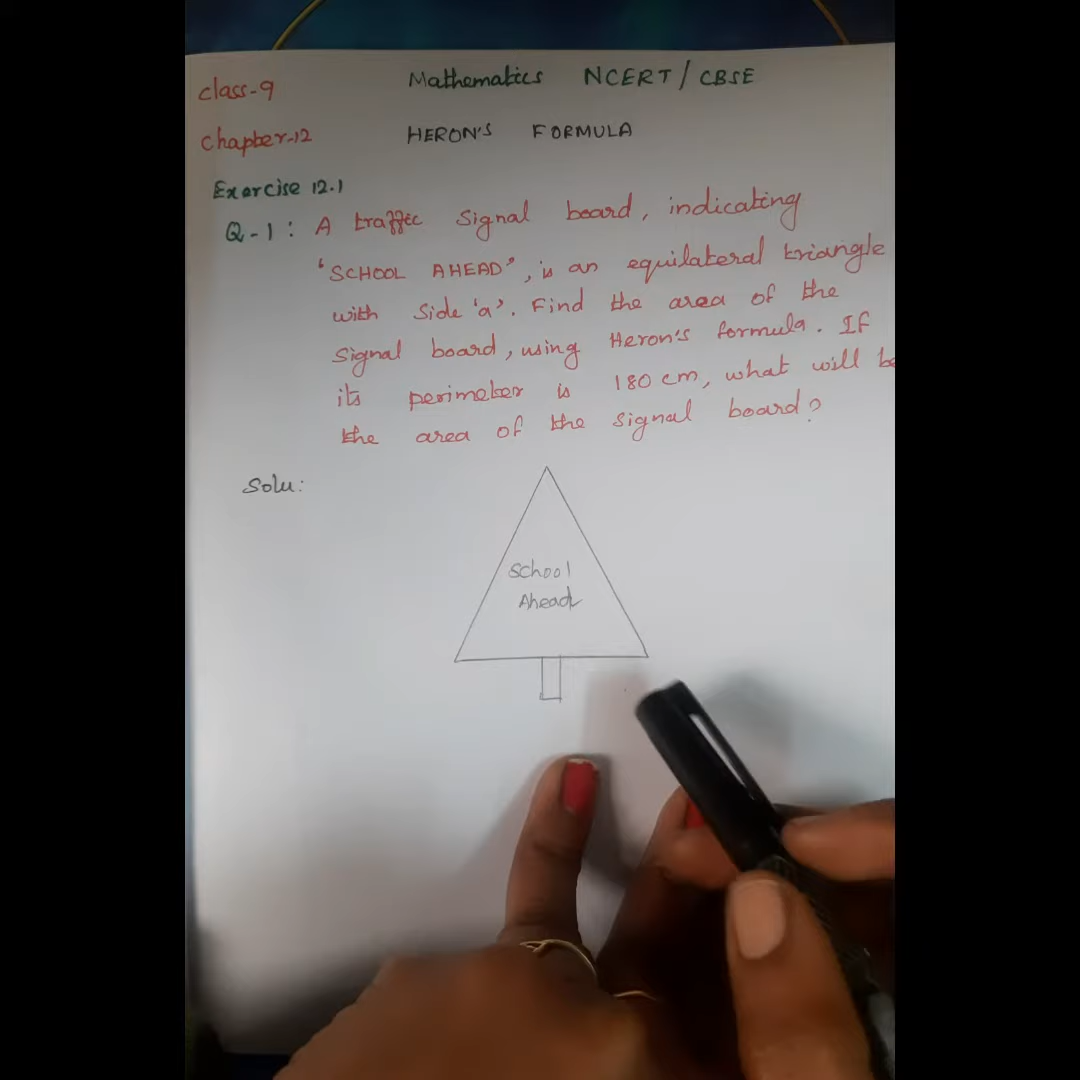 class-9 Mathematics NCERT/CBSE
Chapter-12 HERON'S FORMULA
Exercise 12.1
Q-1: A traffic Signal board, indicating
'SCHOOL AHEAD', is an equilateral triangle
with Side 'a'. Find the area of the
Signal board, using Heron's formula. If
its perimeter is 180 cm, what will be
the area of the signal board?
Solu:
School
Ahead